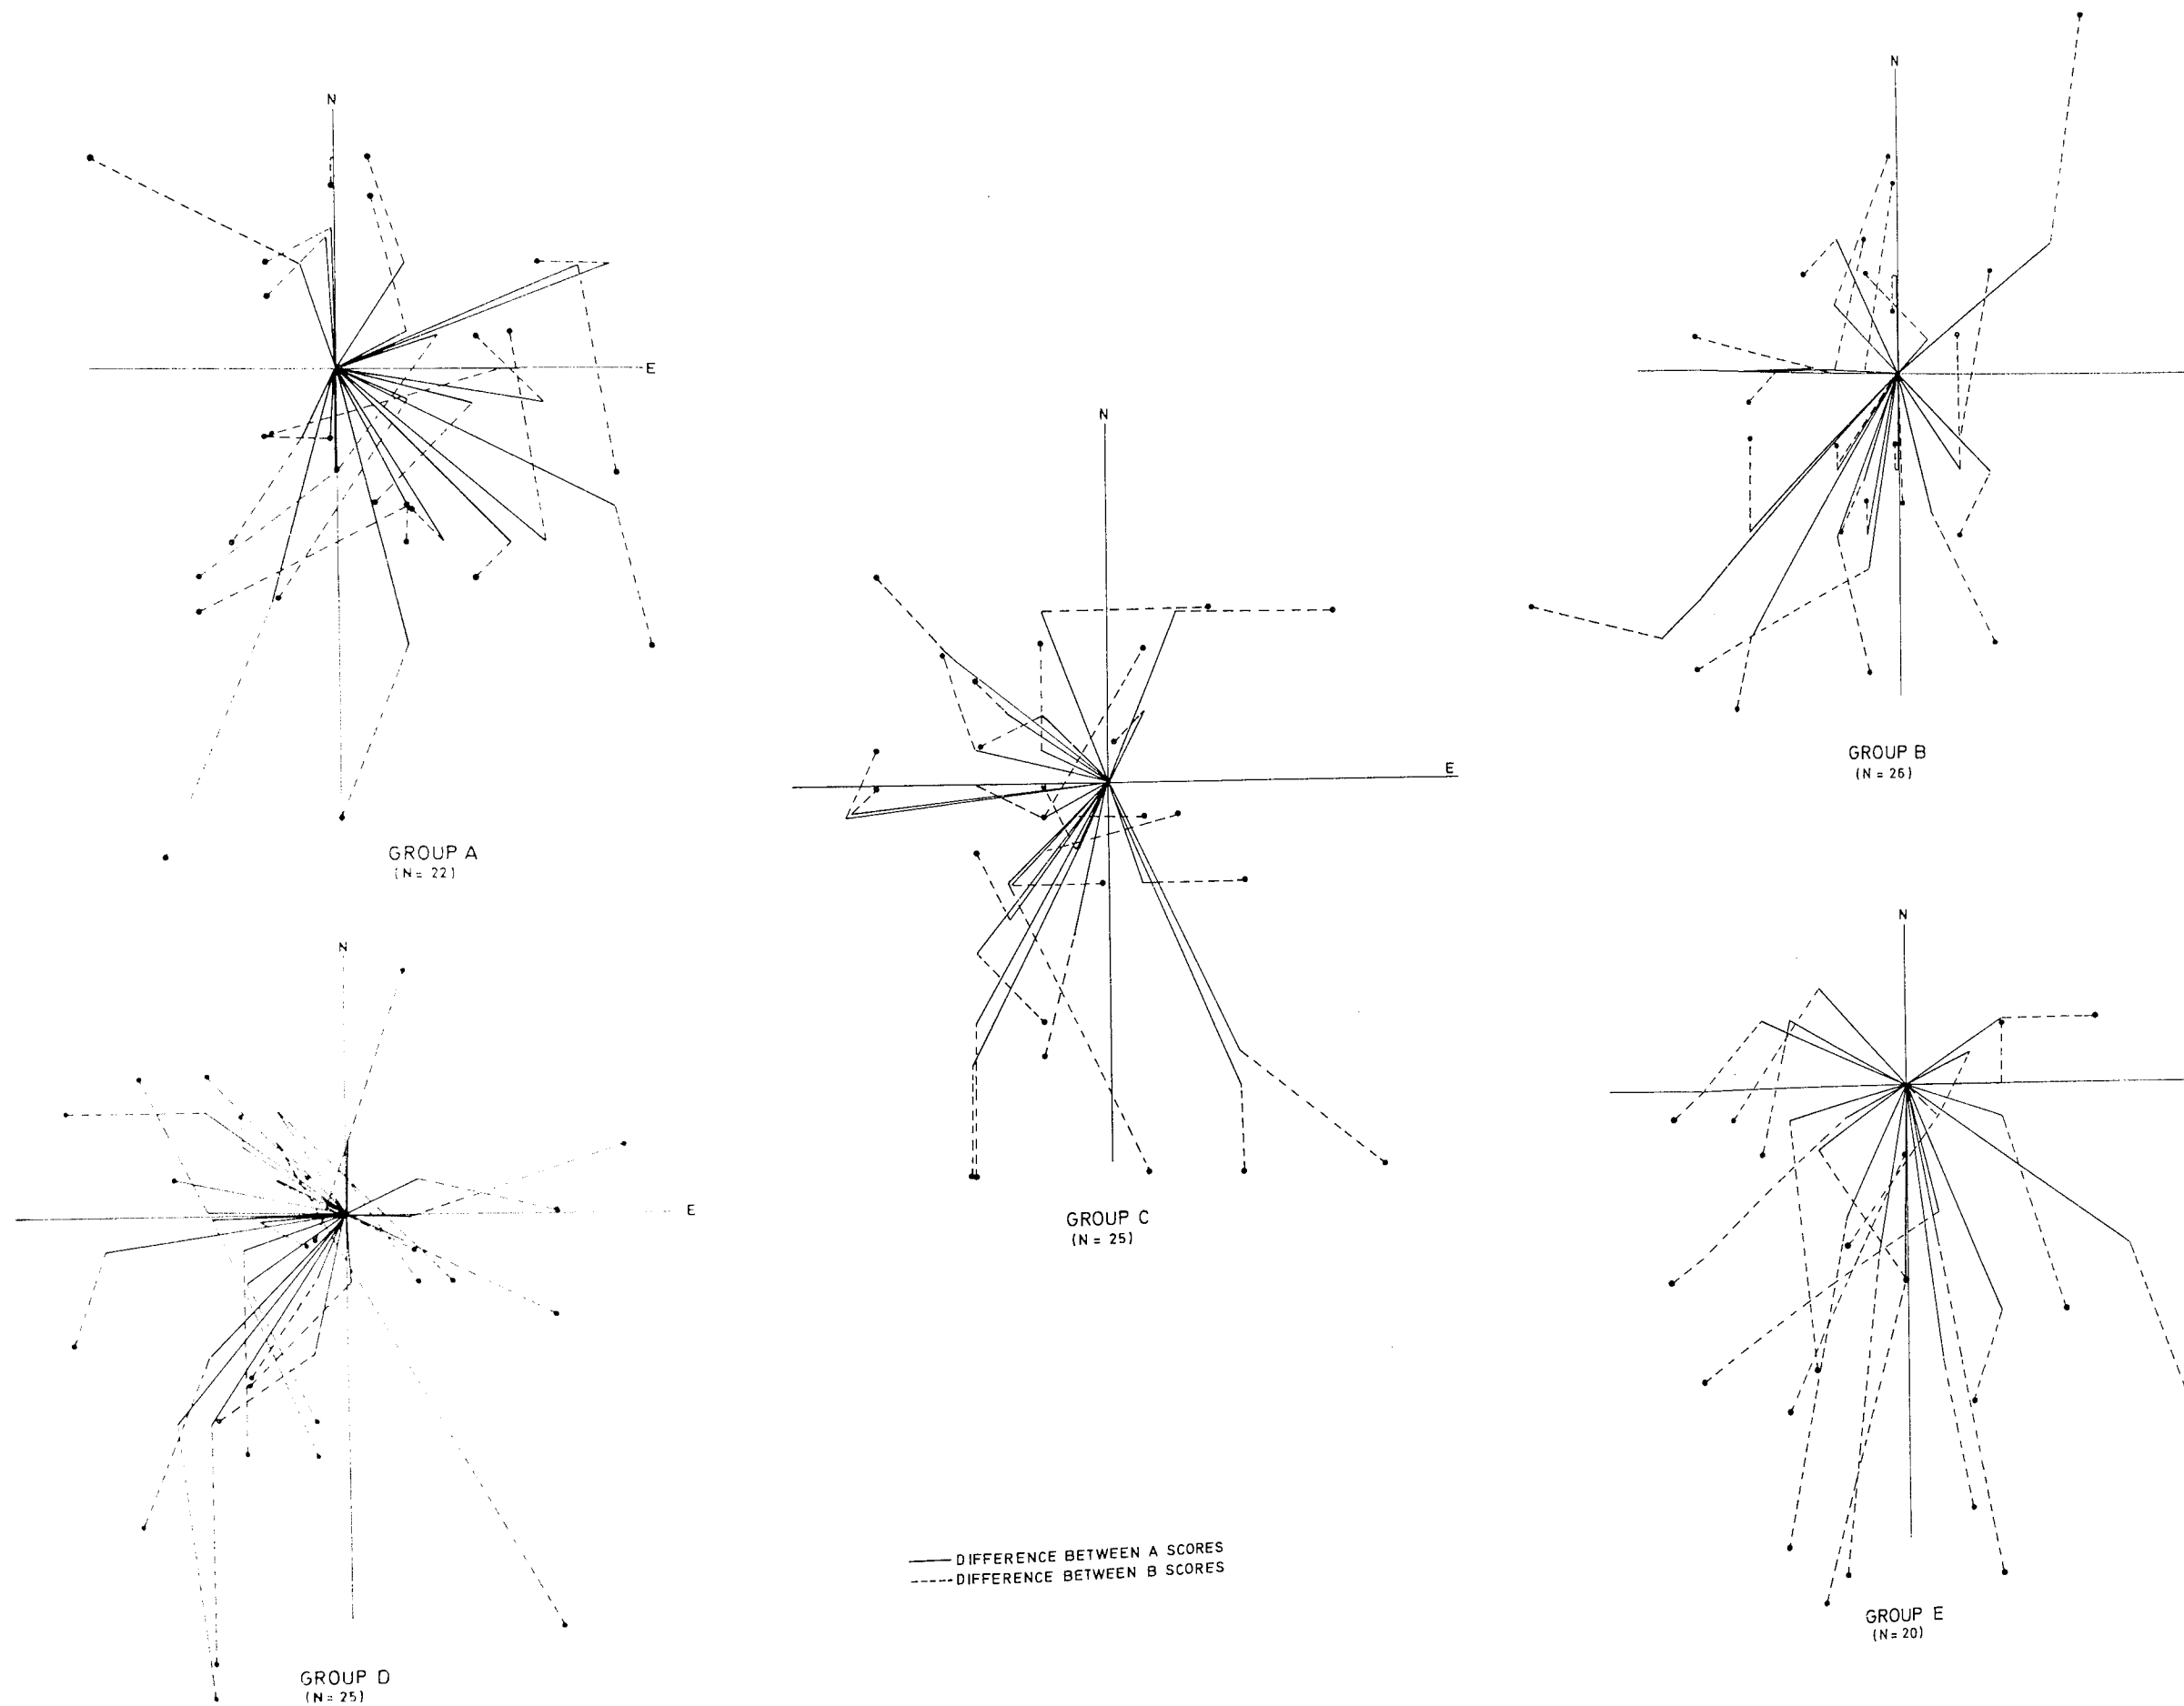 N
E
GROUP A
(N = 22)
N
GROUP B
(N = 26)
N
E
GROUP C
(N = 25)
N
E
GROUP D
(N = 25)
N
GROUP E
(N = 20)
DIFFERENCE BETWEEN A SCORES
DIFFERENCE BETWEEN B SCORES